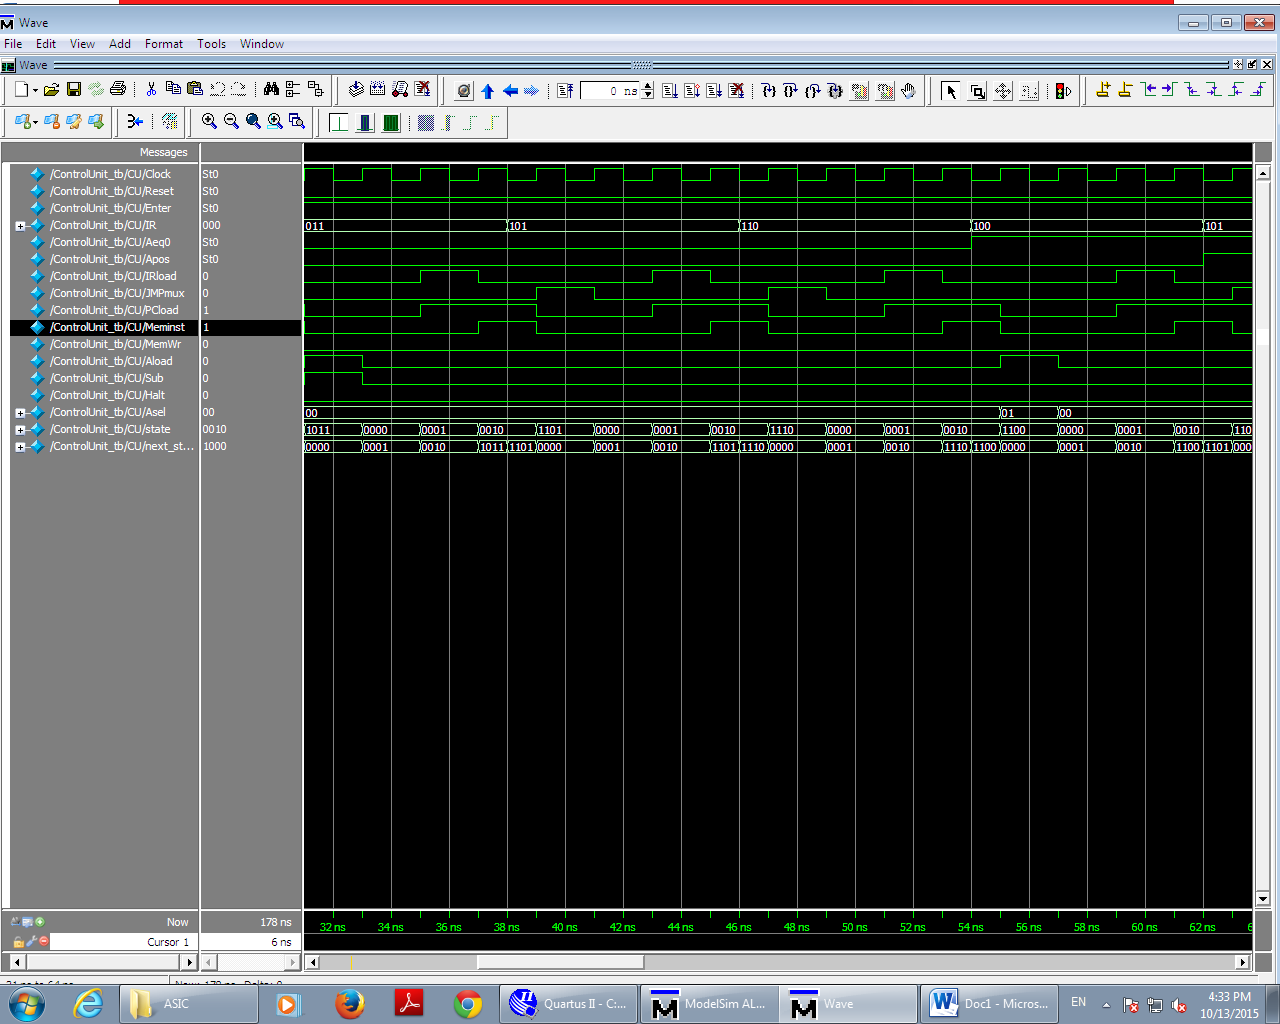 Wave
File Edit View Add Format Tools Window
Wave
0 ns
Messages
/ControlUnit_tb/CU/Clock St0
/ControlUnit_tb/CU/Reset St0
/ControlUnit_tb/CU/Enter St0
/ControlUnit_tb/CU/IR 000 011 101 110 100 101
/ControlUnit_tb/CU/Aeq0 St0
/ControlUnit_tb/CU/Apos St0
/ControlUnit_tb/CU/IRload 0
/ControlUnit_tb/CU/JMPmux 0
/ControlUnit_tb/CU/PCload 1
/ControlUnit_tb/CU/Meminst 1
/ControlUnit_tb/CU/MemWr 0
/ControlUnit_tb/CU/Aload 0
/ControlUnit_tb/CU/Sub 0
/ControlUnit_tb/CU/Halt 0
/ControlUnit_tb/CU/Asel 00 00 01 00
/ControlUnit_tb/CU/state 0010 1011 0000 0001 0010 1101 0000 0001 0010 1110 0000 0001 0010 1100 0000 0001 0010 110
/ControlUnit_tb/CU/next_st... 1000 0000 0001 0010 1011 1101 0000 0001 0010 1101 1110 0000 0001 0010 1110 1100 0000 0001 0010 1100 1101 000
Now 178 ns
Cursor 1 6 ns
32 ns 34 ns 36 ns 38 ns 40 ns 42 ns 44 ns 46 ns 48 ns 50 ns 52 ns 54 ns 56 ns 58 ns 60 ns 62 ns 6
ASIC Quartus II - C:... ModelSim AL... Wave Doc1 - Micros... EN 4:33 PM
10/13/2015